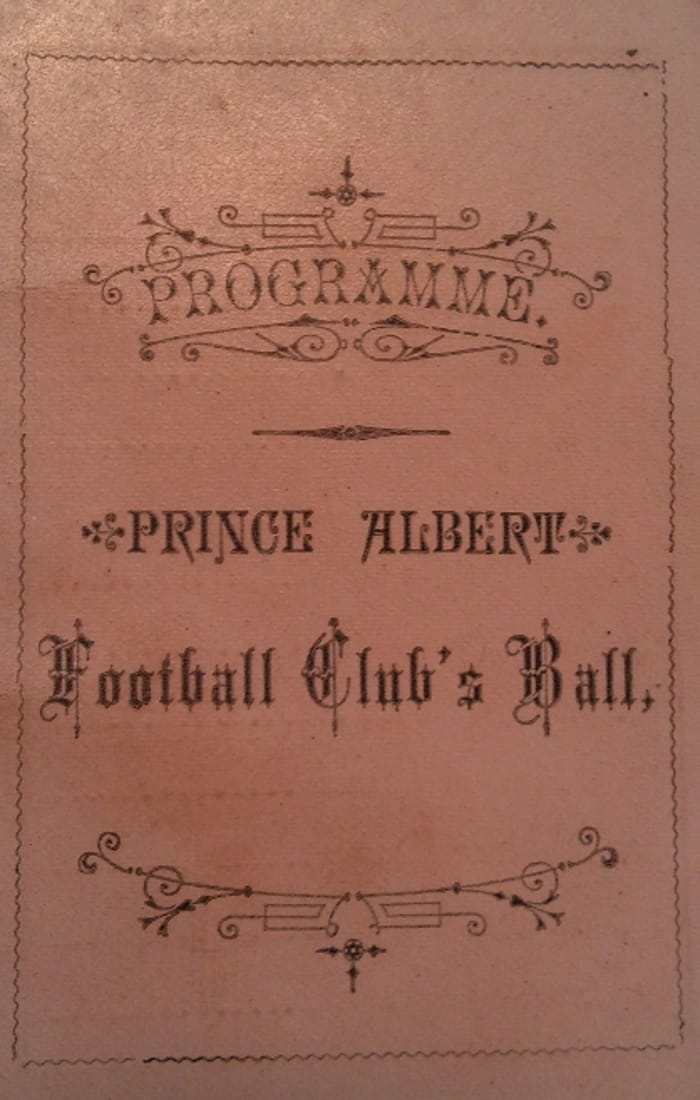 PROGRAMME.
PRINCE ALBERT
Football Club's Ball,